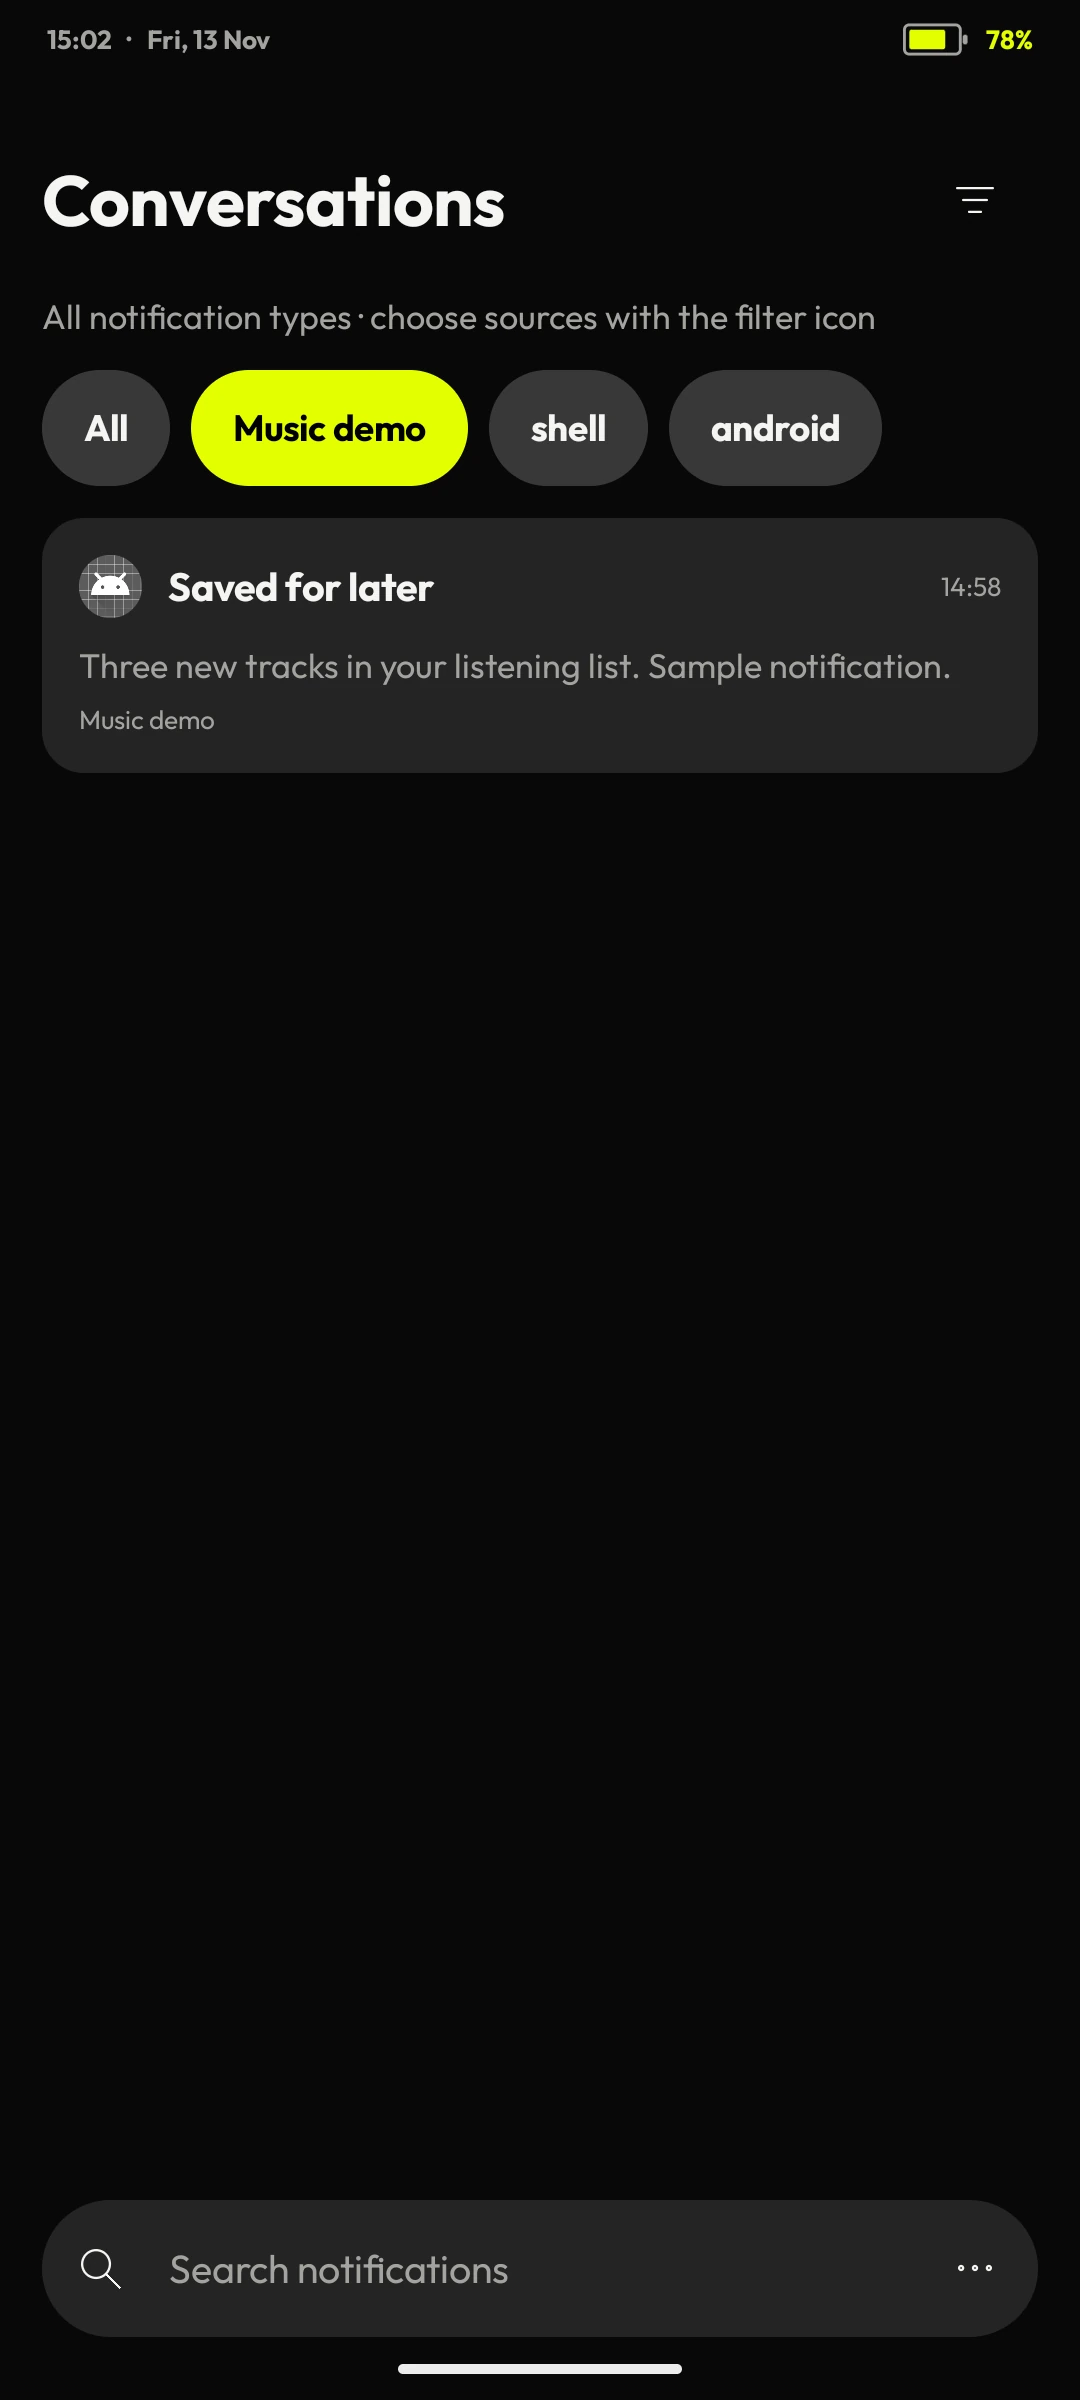 15:02 · Fri, 13 Nov
78%
Conversations
All notification types · choose sources with the filter icon
All
Music demo
shell
android
Saved for later
14:58
Three new tracks in your listening list. Sample notification.
Music demo
Search notifications